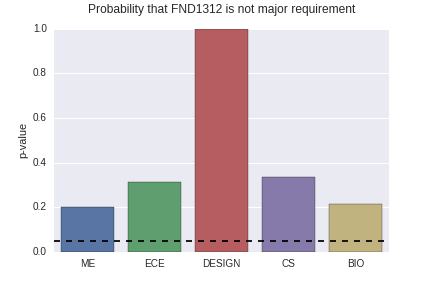 Probability that FND1312 is not major requirement
p-value
1.0
0.8
0.6
0.4
0.2
0.0
ME ECE DESIGN CS BIO